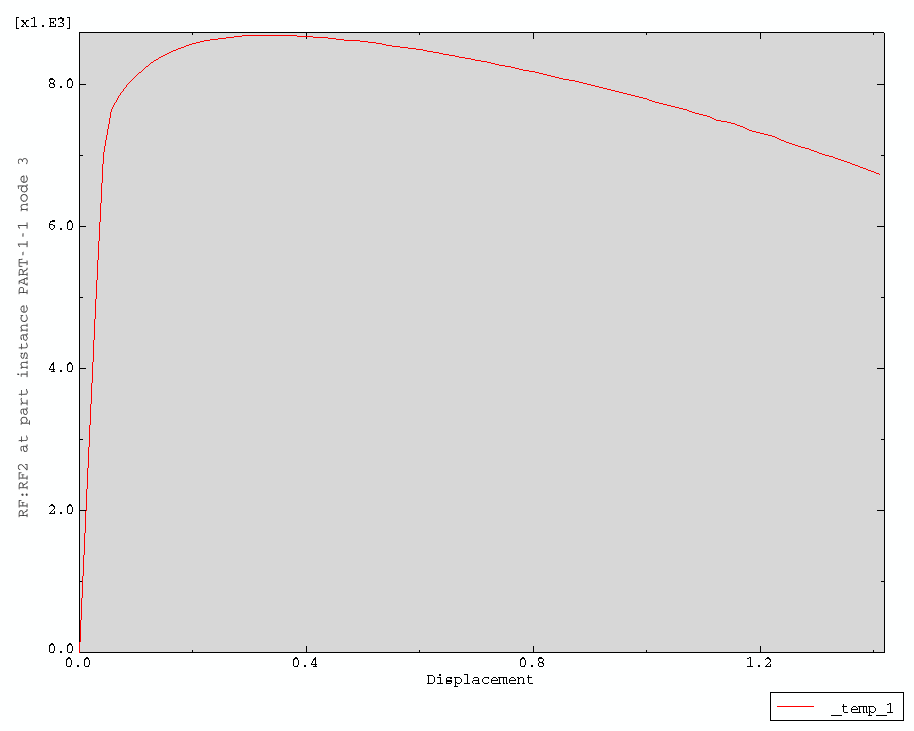 [x1.E3]
8.0
6.0
4.0
2.0
0.0
RF:RF2 at part instance PART-1-1 node 3
0.0 0.4 0.8 1.2
Displacement
_temp_1